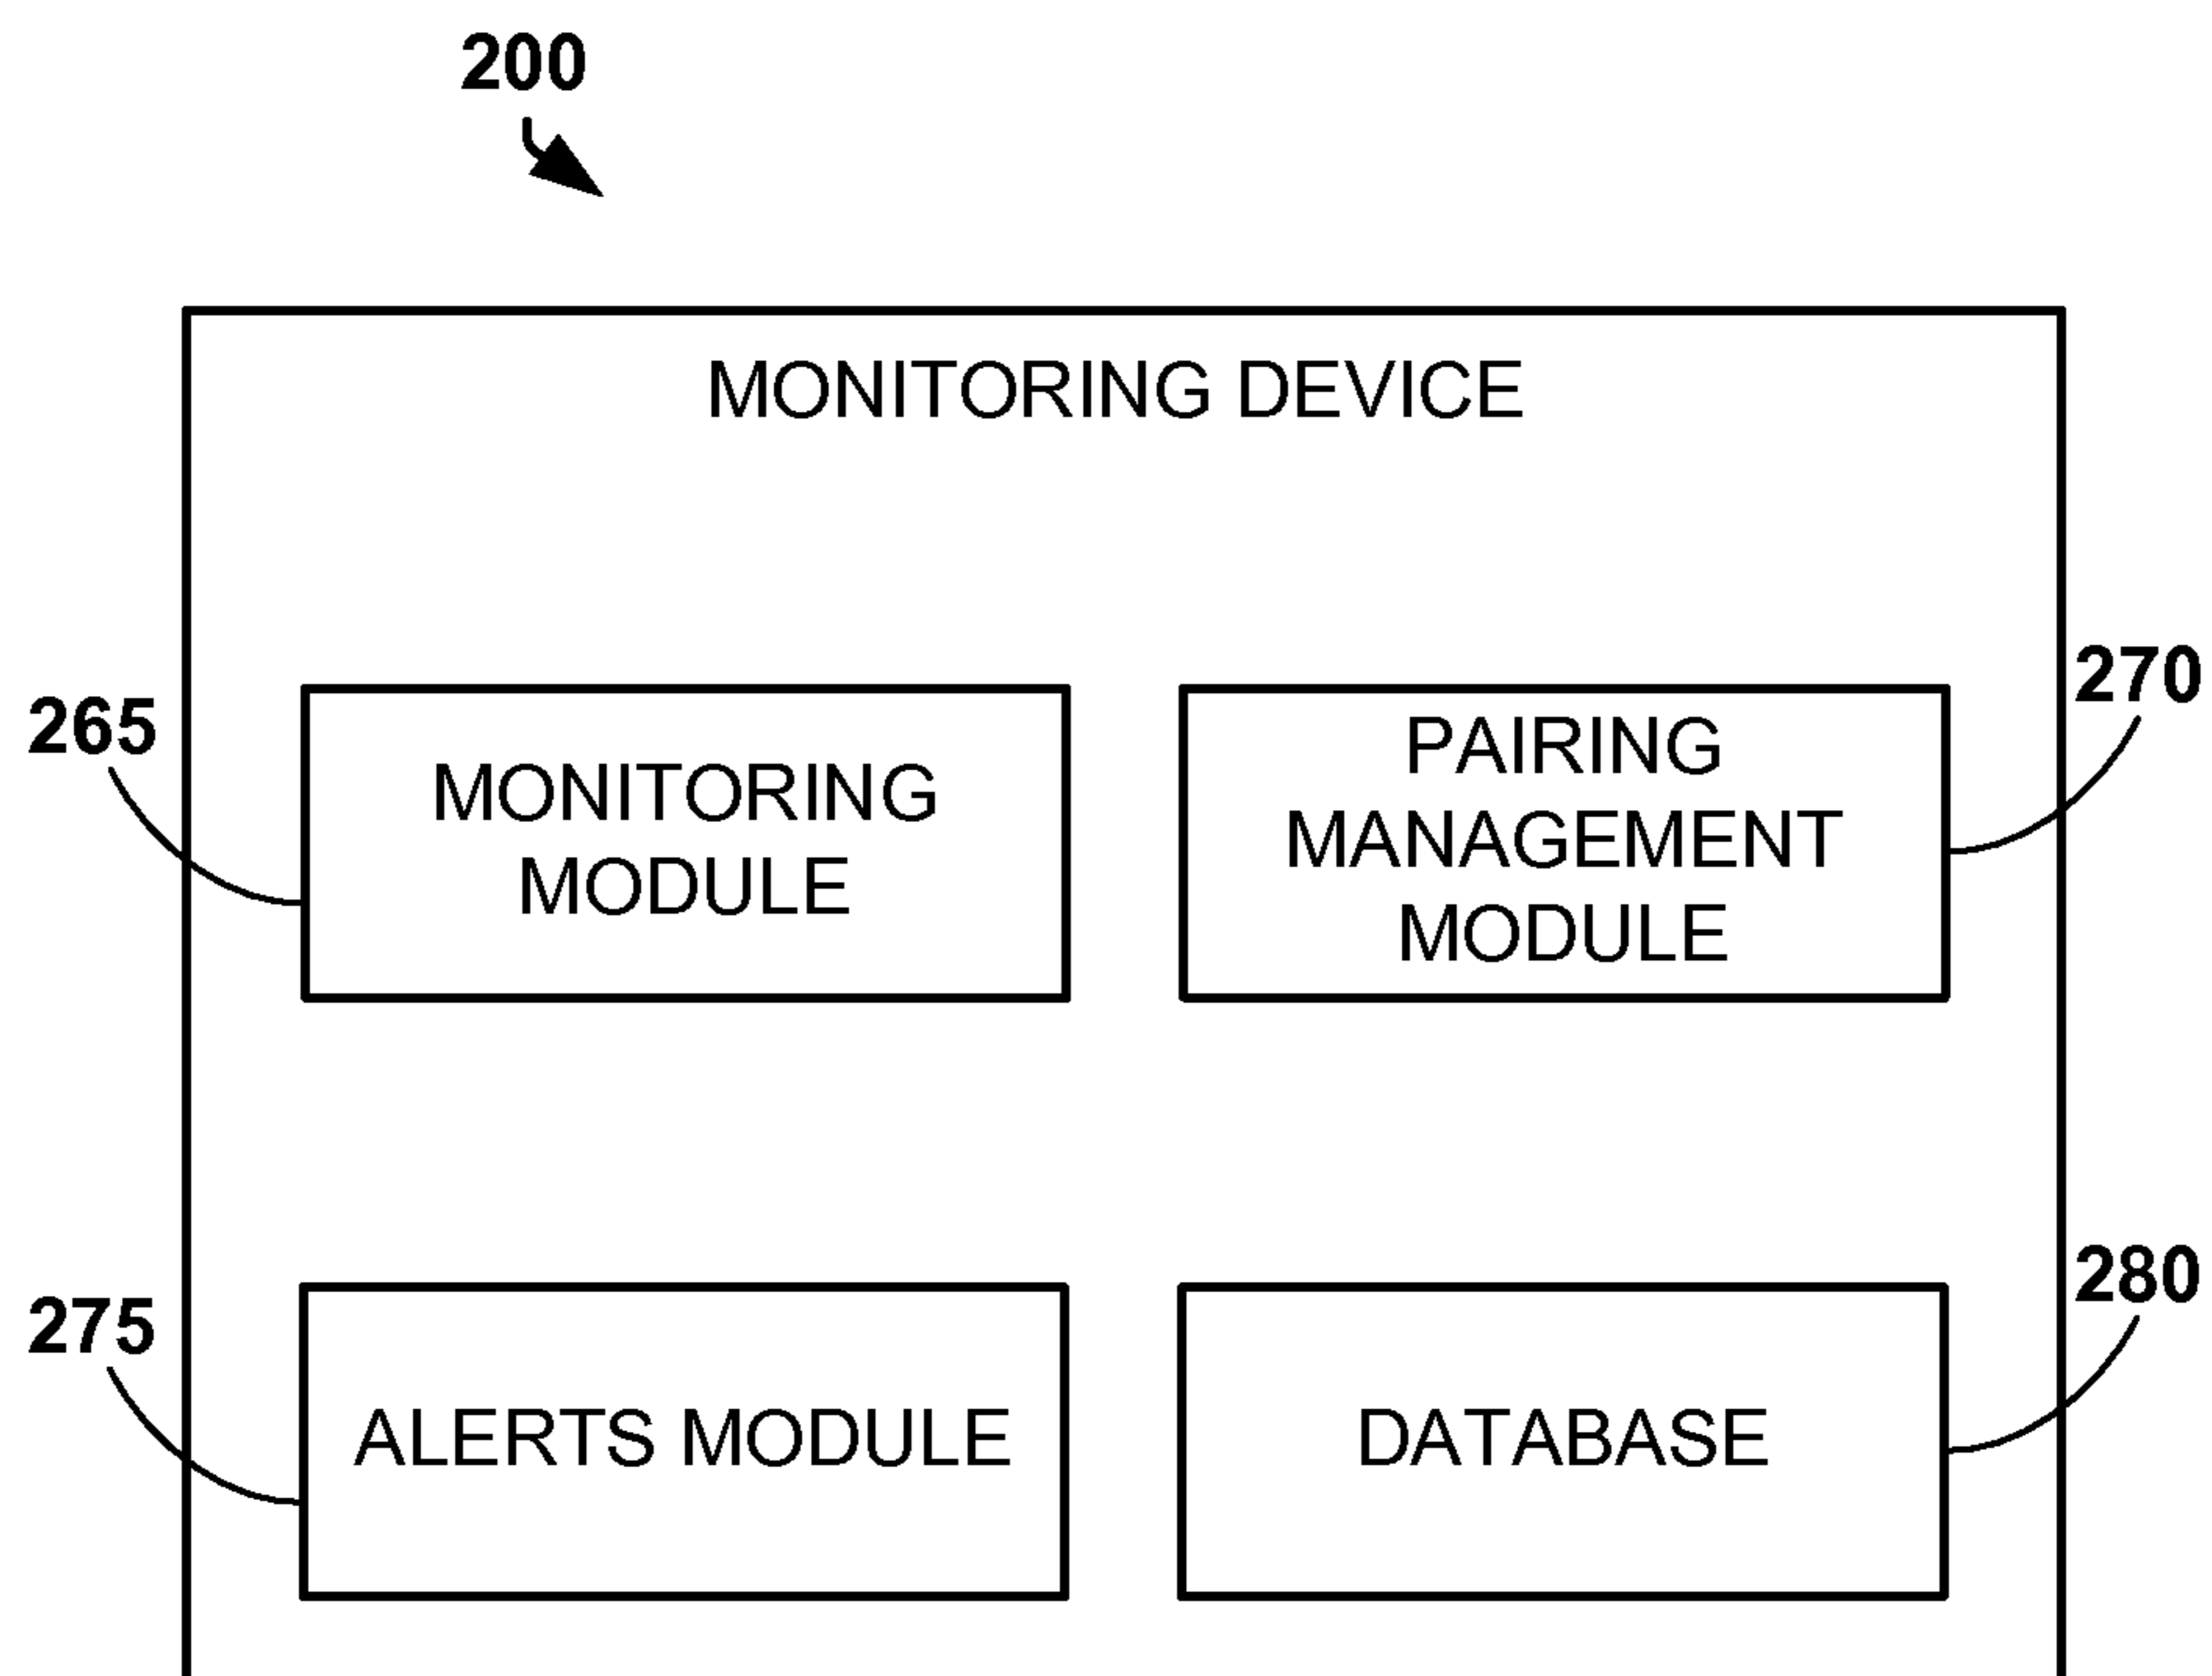 200
MONITORING DEVICE
265
MONITORING
MODULE
270
PAIRING
MANAGEMENT
MODULE
275
ALERTS MODULE
280
DATABASE